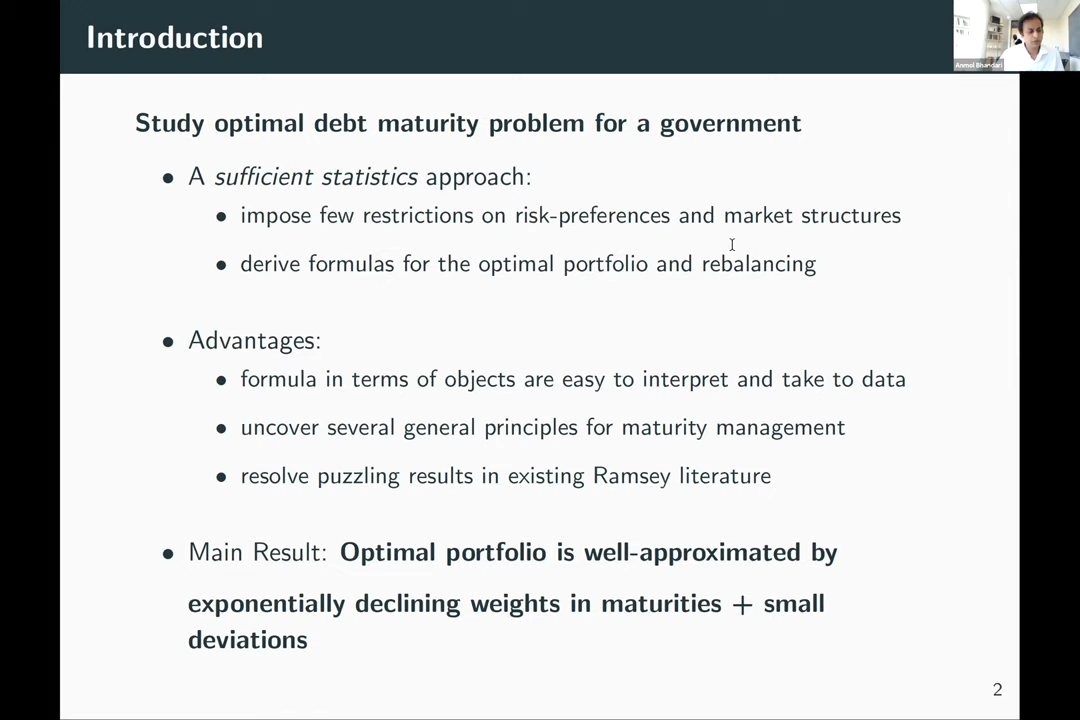 Introduction
Anmol Bhandari
Study optimal debt maturity problem for a government
• A sufficient statistics approach:
• impose few restrictions on risk-preferences and market structures
• derive formulas for the optimal portfolio and rebalancing
• Advantages:
• formula in terms of objects are easy to interpret and take to data
• uncover several general principles for maturity management
• resolve puzzling results in existing Ramsey literature
• Main Result: Optimal portfolio is well-approximated by
exponentially declining weights in maturities + small
deviations
2